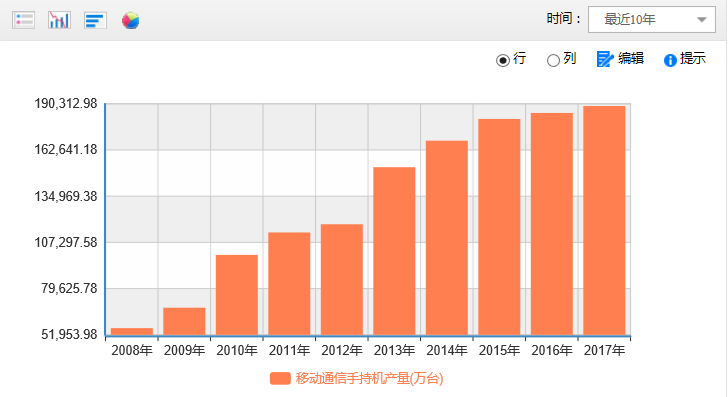 时间： 最近10年
行 列 编辑 提示
190,312.98
162,641.18
134,969.38
107,297.58
79,625.78
51,953.98
2008年 2009年 2010年 2011年 2012年 2013年 2014年 2015年 2016年 2017年
移动通信手持机产量(万台)